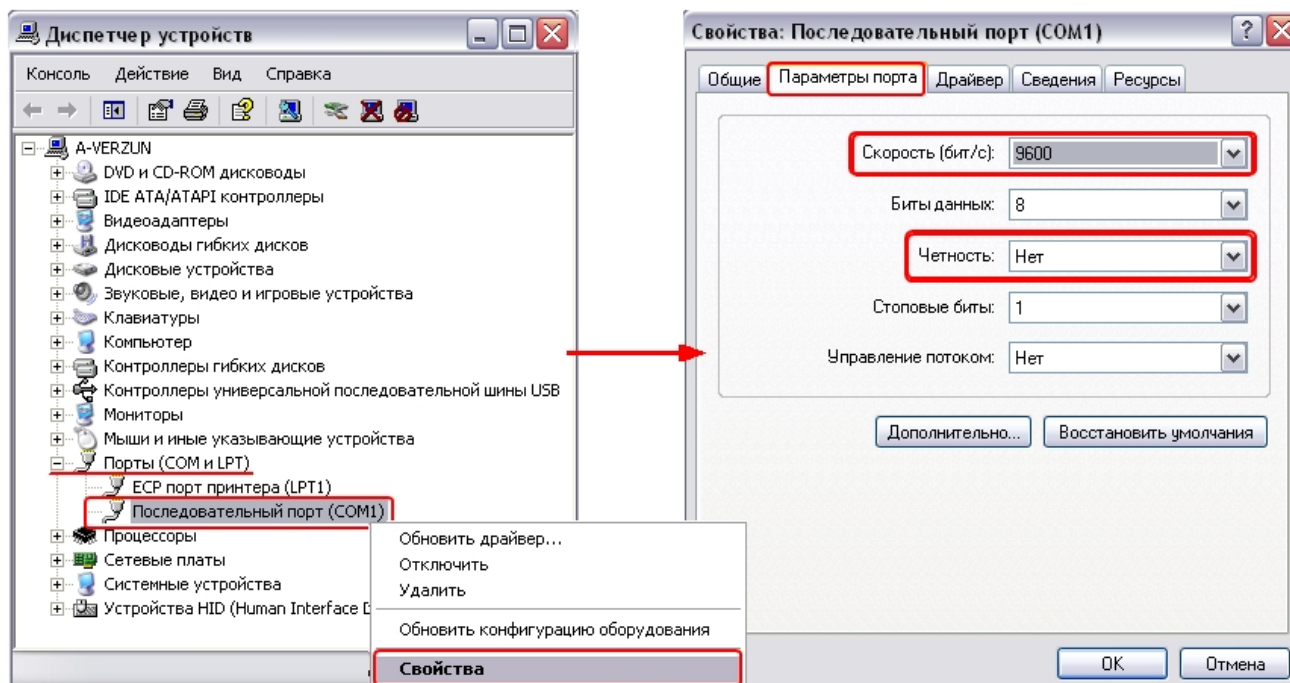 Диспетчер устройств
Консоль Действие Вид Справка
A-VERZUN
DVD и CD-ROM дисководы
IDE ATA/ATAPI контроллеры
Видеоадаптеры
Дисководы гибких дисков
Дисковые устройства
Звуковые, видео и игровые устройства
Клавиатуры
Компьютер
Контроллеры гибких дисков
Контроллеры универсальной последовательной шины USB
Мониторы
Мыши и иные указывающие устройства
Порты (COM и LPT)
ECP порт принтера (LPT1)
Последовательный порт (COM1)
Процессоры
Сетевые платы
Системные устройства
Устройства HID (Human Interface
Обновить драйвер...
Отключить
Удалить
Обновить конфигурацию оборудования
Свойства
Свойства: Последовательный порт (COM1)
Общие Параметры порта Драйвер Сведения Ресурсы
Скорость (бит/с): 9600
Биты данных: 8
Четность: Нет
Стоповые биты: 1
Управление потоком: Нет
Дополнительно... Восстановить умолчания
OK Отмена